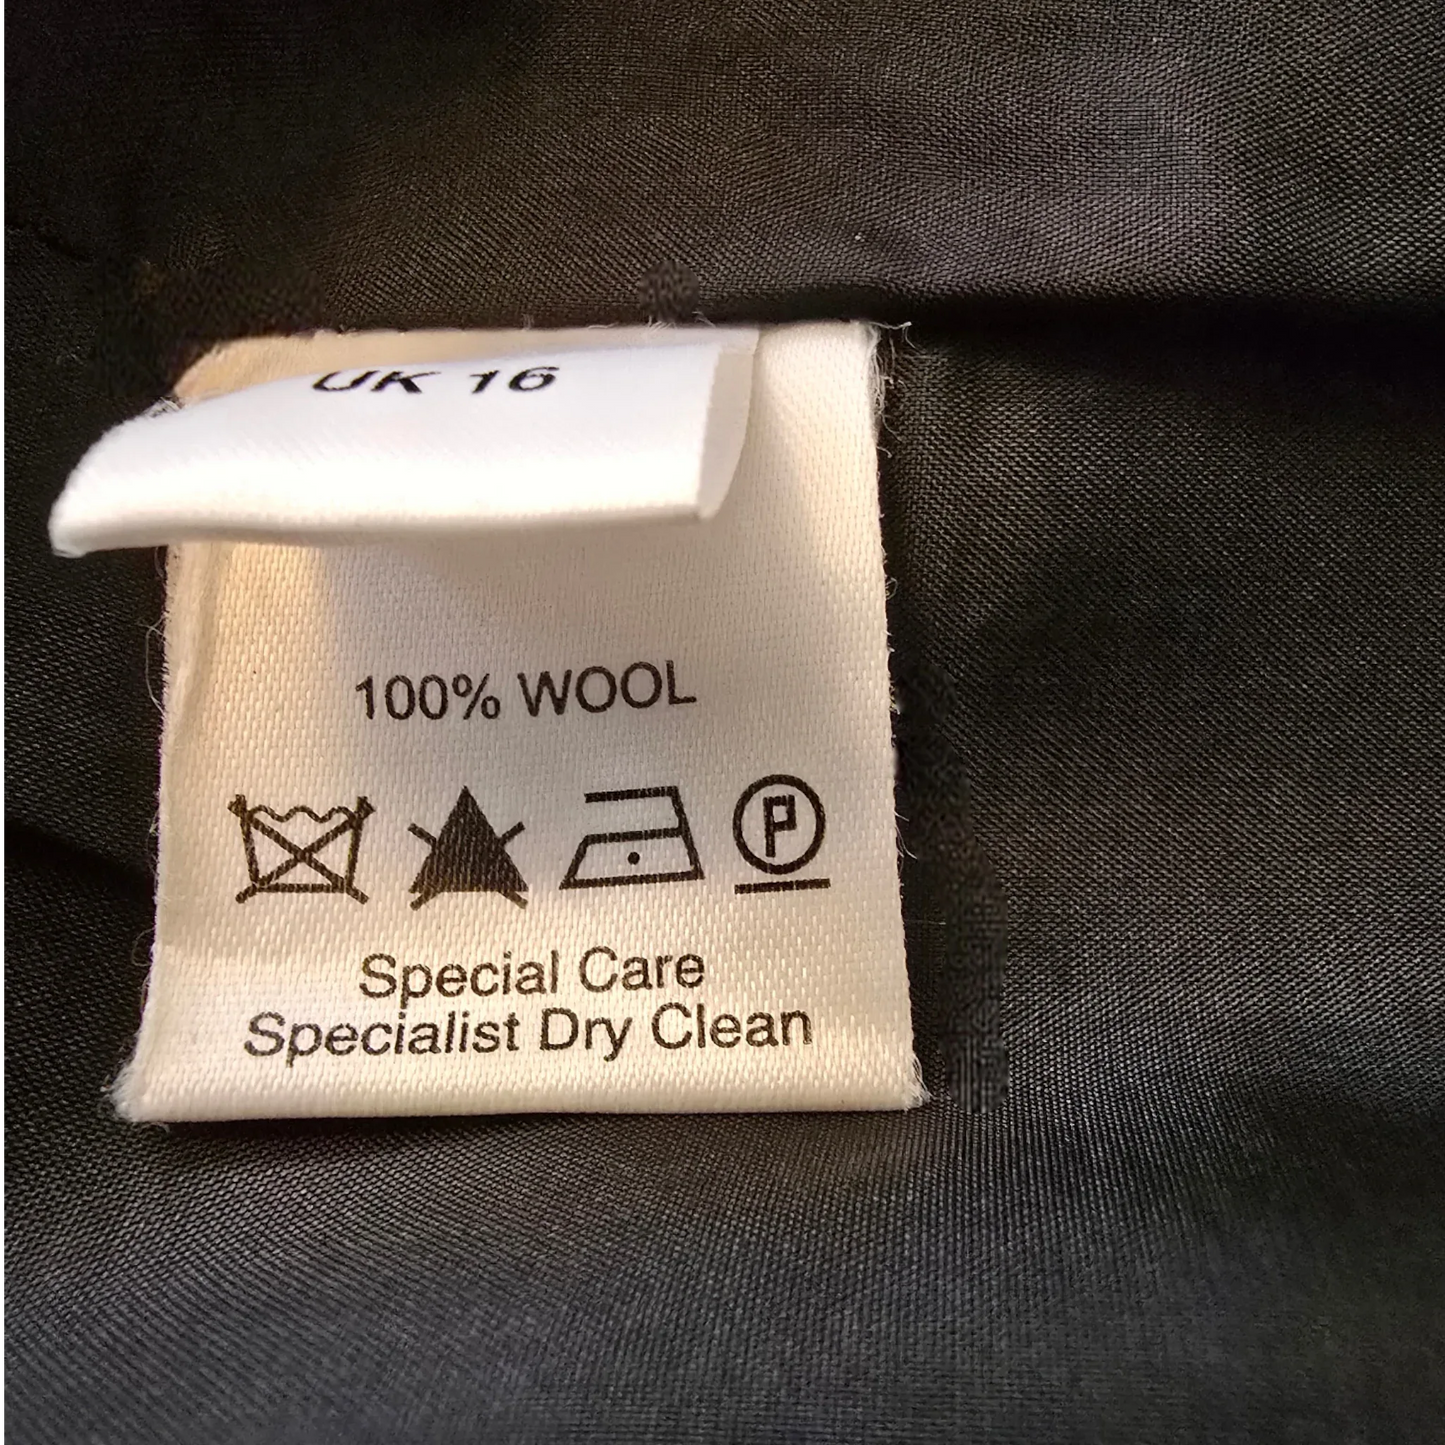 UK 16
100% WOOL
P
Special Care
Specialist Dry Clean